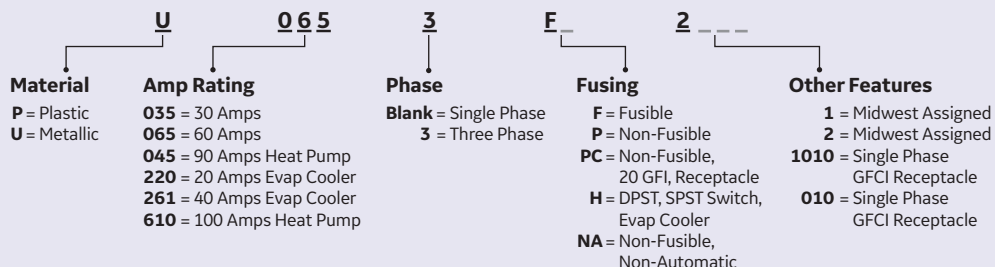 U 065 3 F_ 2 _ _ _
Material
P = Plastic
U = Metallic
Amp Rating
035 = 30 Amps
065 = 60 Amps
045 = 90 Amps Heat Pump
220 = 20 Amps Evap Cooler
261 = 40 Amps Evap Cooler
610 = 100 Amps Heat Pump
Phase
Blank = Single Phase
3 = Three Phase
Fusing
F = Fusible
P = Non-Fusible
PC = Non-Fusible,
20 GFI, Receptacle
H = DPST, SPST Switch,
Evap Cooler
NA = Non-Fusible,
Non-Automatic
Other Features
1 = Midwest Assigned
2 = Midwest Assigned
1010 = Single Phase
GFCI Receptacle
010 = Single Phase
GFCI Receptacle